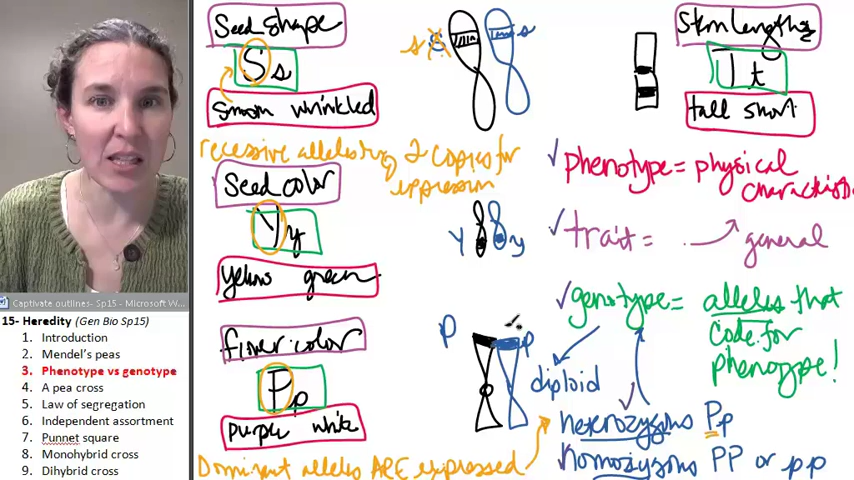 Seed shape
S s
smooth wrinkled
s
s
Stem length
T t
tall short
recessive alleles req 2 copies for
expression
Seed color
Y y
yellow green
Y y
phenotype = physical
characteristic
trait = general
genotype = alleles that
code for
phenotype!
flower color
P p
purple white
P p
diploid
heterozygous Pp
homozygous PP or pp
Dominant alleles ARE expressed
Captivate outlines- Sp15 - Microsoft W...
15- Heredity (Gen Bio Sp15)
1. Introduction
2. Mendel's peas
3. Phenotype vs genotype
4. A pea cross
5. Law of segregation
6. Independent assortment
7. Punnet square
8. Monohybrid cross
9. Dihybrid cross